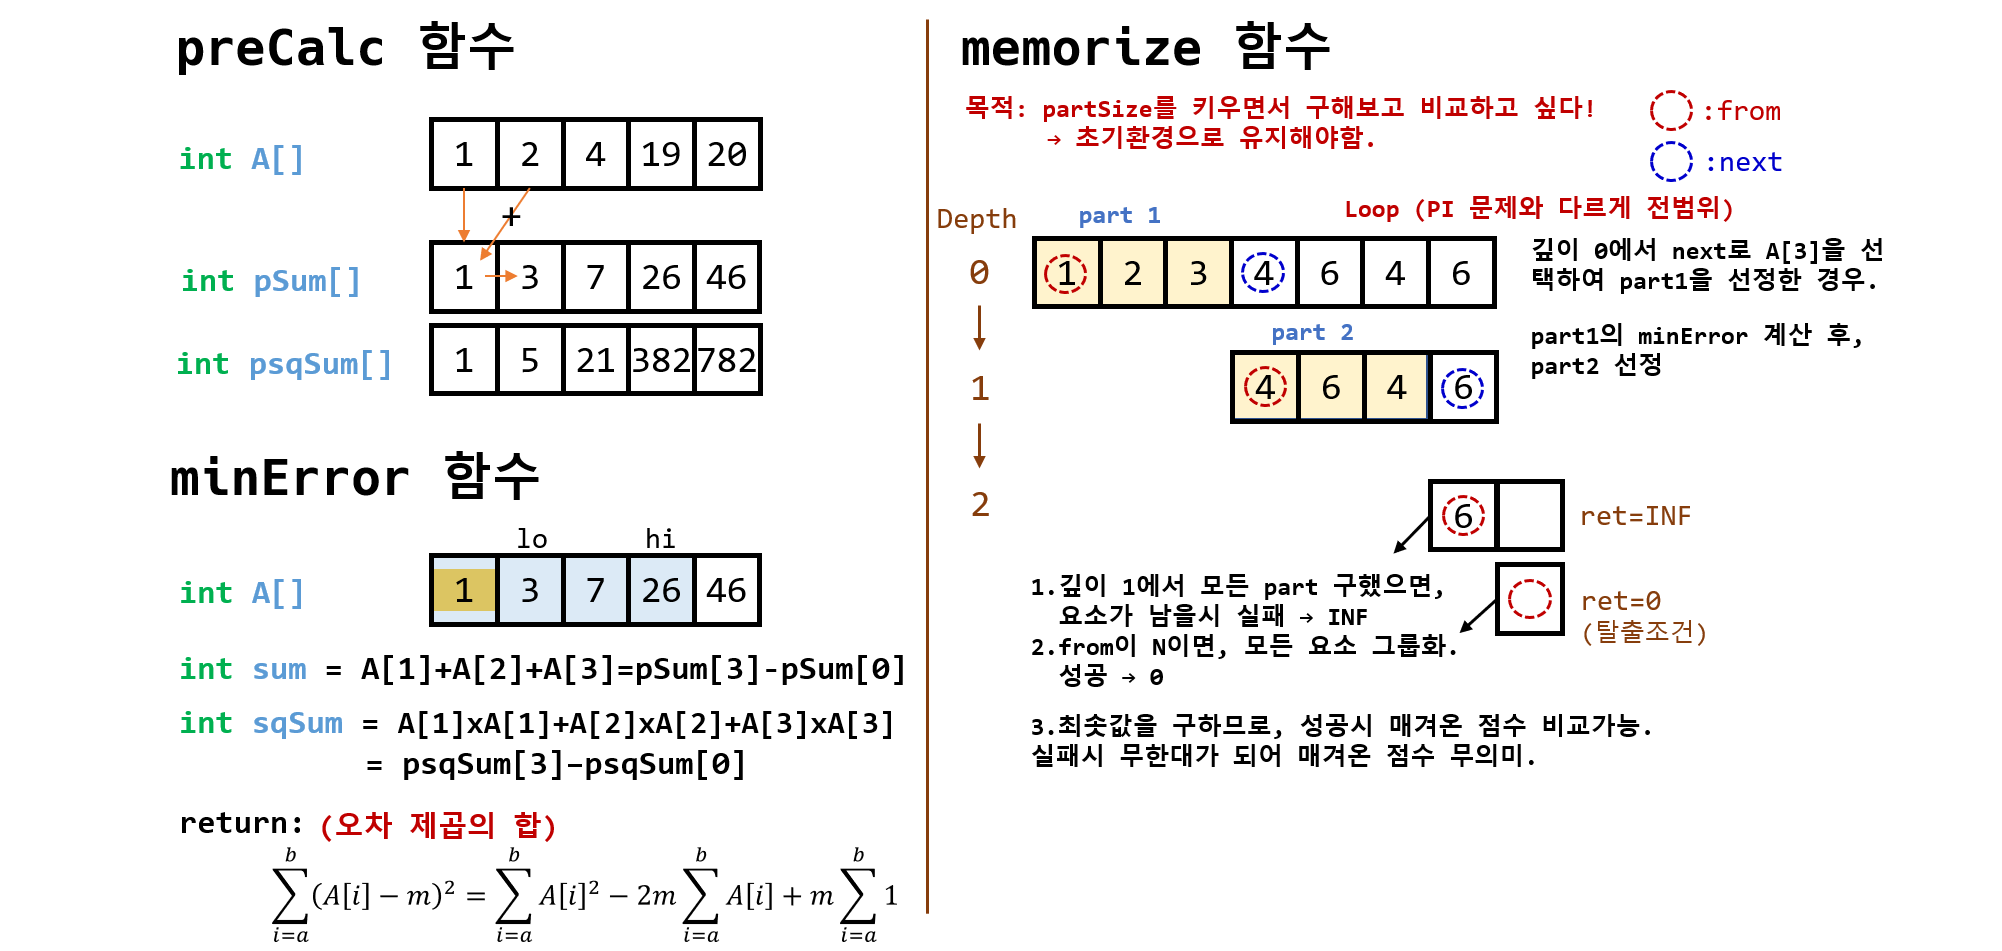 preCalc 함수
int A[]
1 2 4 19 20
+
int pSum[]
1 3 7 26 46
int psqSum[]
1 5 21 382 782
minError 함수
lo hi
int A[]
1 3 7 26 46
int sum = A[1]+A[2]+A[3]=pSum[3]-pSum[0]
int sqSum = A[1]xA[1]+A[2]xA[2]+A[3]xA[3]
= psqSum[3]–psqSum[0]
return: (오차 제곱의 합)
∑_{i=a}^{b}(A[i] − m)² = ∑_{i=a}^{b} A[i]² − 2m ∑_{i=a}^{b} A[i] + m ∑_{i=a}^{b} 1
memorize 함수
목적: partSize를 키우면서 구해보고 비교하고 싶다!
→ 초기환경으로 유지해야함.
:from
:next
Loop (PI 문제와 다르게 전범위)
Depth
part 1
0
1 2 3 4 6 4 6
깊이 0에서 next로 A[3]을 선
택하여 part1을 선정한 경우.
part 2
1
4 6 4 6
part1의 minError 계산 후,
part2 선정
2
6
ret=INF
ret=0
(탈출조건)
1.깊이 1에서 모든 part 구했으면,
요소가 남을시 실패 → INF
2.from이 N이면, 모든 요소 그룹화.
성공 → 0
3.최솟값을 구하므로, 성공시 매겨온 점수 비교가능.
실패시 무한대가 되어 매겨온 점수 무의미.